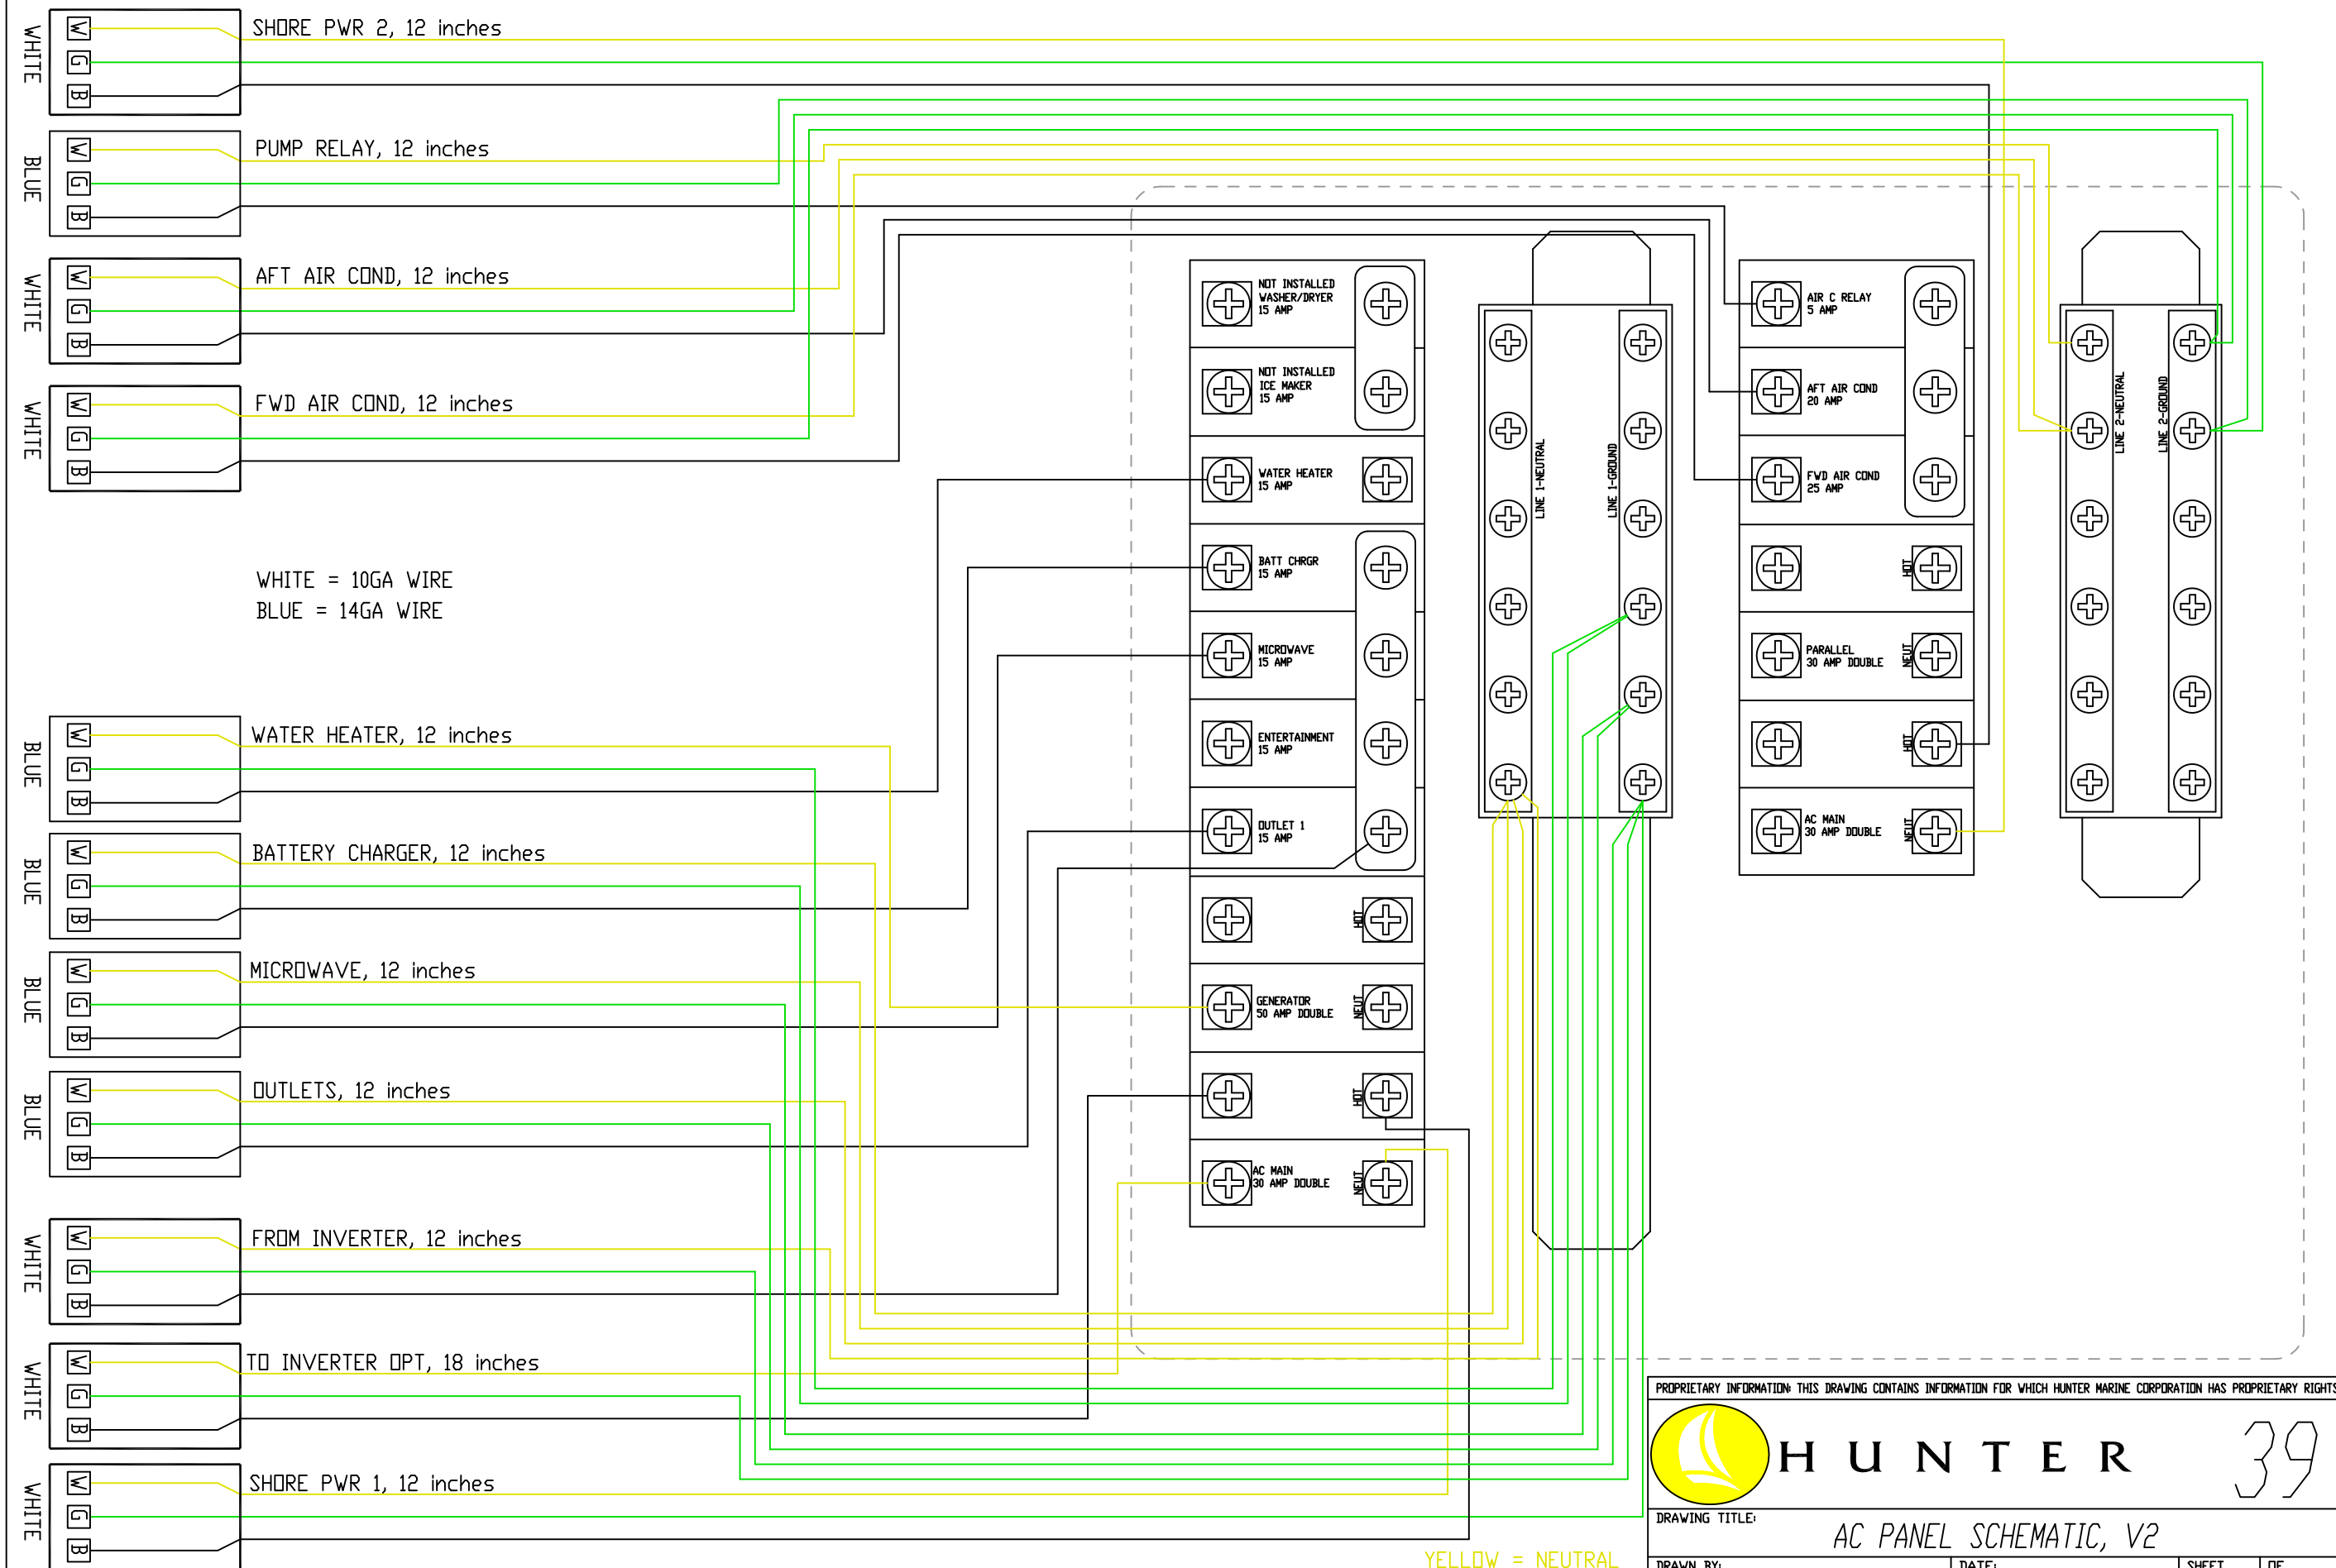 SHORE PWR 2, 12 inches
WHITE
W
G
B
PUMP RELAY, 12 inches
BLUE
W
G
B
AFT AIR COND, 12 inches
WHITE
W
G
B
FWD AIR COND, 12 inches
WHITE
W
G
B
WHITE = 10GA WIRE
BLUE = 14GA WIRE
WATER HEATER, 12 inches
BLUE
W
G
B
BATTERY CHARGER, 12 inches
BLUE
W
G
B
MICROWAVE, 12 inches
BLUE
W
G
B
OUTLETS, 12 inches
BLUE
W
G
B
FROM INVERTER, 12 inches
WHITE
W
G
B
TO INVERTER OPT, 18 inches
WHITE
W
G
B
SHORE PWR 1, 12 inches
WHITE
W
G
B
NOT INSTALLED
WASHER/DRYER
15 AMP
NOT INSTALLED
ICE MAKER
15 AMP
WATER HEATER
15 AMP
BATT CHRGR
15 AMP
MICROWAVE
15 AMP
ENTERTAINMENT
15 AMP
OUTLET 1
15 AMP
HOT
GENERATOR
50 AMP DOUBLE
NEUT
HOT
AC MAIN
30 AMP DOUBLE
NEUT
LINE 1-NEUTRAL
LINE 1-GROUND
AIR C RELAY
5 AMP
AFT AIR COND
20 AMP
FWD AIR COND
25 AMP
HOT
PARALLEL
30 AMP DOUBLE
NEUT
HOT
AC MAIN
30 AMP DOUBLE
NEUT
LINE 2-NEUTRAL
LINE 2-GROUND
YELLOW = NEUTRAL
PROPRIETARY INFORMATION: THIS DRAWING CONTAINS INFORMATION FOR WHICH HUNTER MARINE CORPORATION HAS PROPRIETARY RIGHTS
HUNTER
39
DRAWING TITLE:
AC PANEL SCHEMATIC, V2
DRAWN BY:
DATE:
SHEET
OF